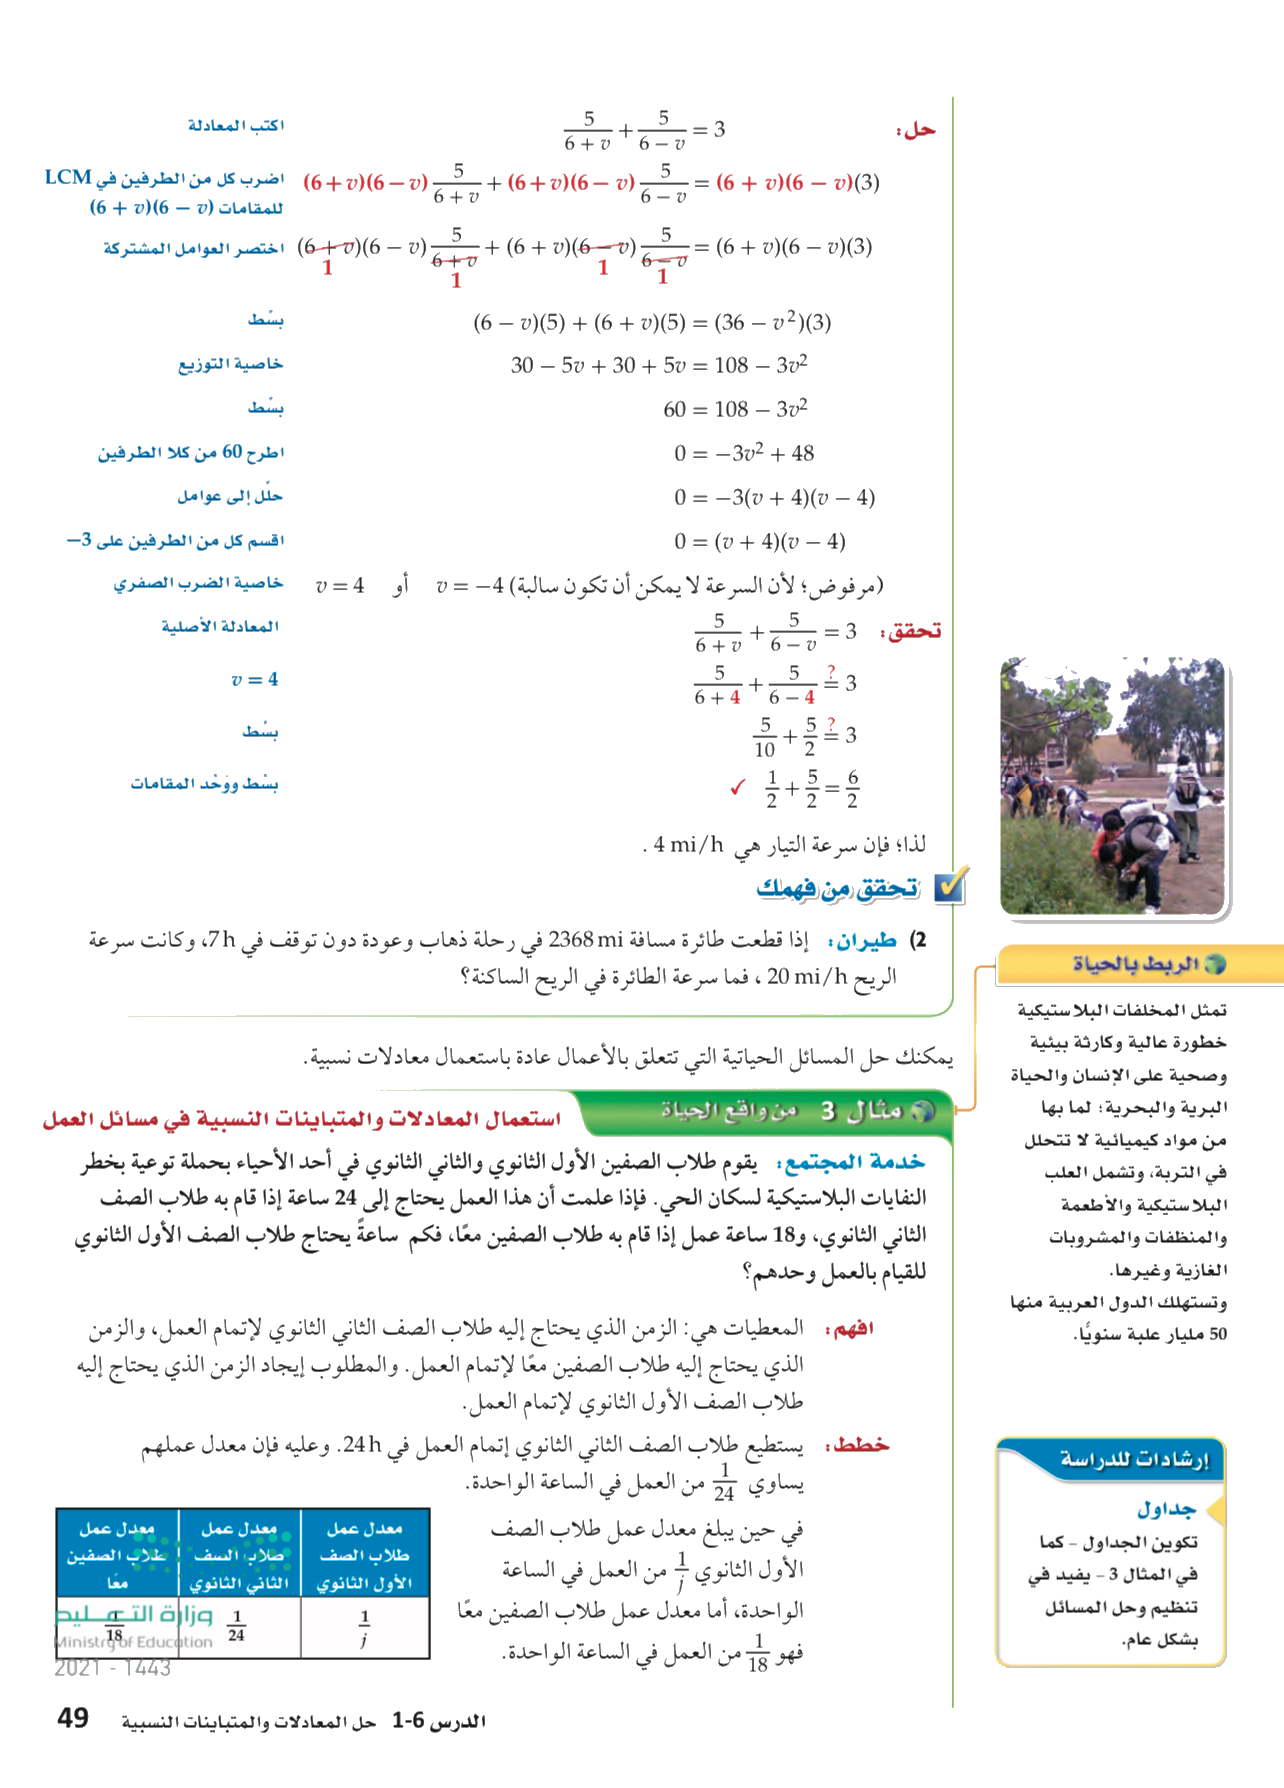 حل: 5/(6 + v) + 5/(6 − v) = 3 اكتب المعادلة
(6 + v)(6 − v) 5/(6 + v) + (6 + v)(6 − v) 5/(6 − v) = (6 + v)(6 − v)(3) اضرب كل من الطرفين في LCM
للمقامات (6 + v)(6 − v)
(6 + v)(6 − v) 5/(6 + v) + (6 + v)(6 − v) 5/(6 − v) = (6 + v)(6 − v)(3) اختصر العوامل المشتركة
1 1 1 1
(6 − v)(5) + (6 + v)(5) = (36 − v²)(3) بسّط
30 − 5v + 30 + 5v = 108 − 3v² خاصية التوزيع
60 = 108 − 3v² بسّط
0 = −3v² + 48 اطرح 60 من كلا الطرفين
0 = −3(v + 4)(v − 4) حلّل إلى عوامل
0 = (v + 4)(v − 4) اقسم كل من الطرفين على 3−
(مرفوض؛ لأن السرعة لا يمكن أن تكون سالبة) v = −4 أو v = 4 خاصية الضرب الصفري
تحقق: 5/(6 + v) + 5/(6 − v) = 3 المعادلة الأصلية
5/(6 + 4) + 5/(6 − 4) ≟ 3 v = 4
5/10 + 5/2 ≟ 3 بسّط
✓ 1/2 + 5/2 = 6/2 بسّط ووحّد المقامات
لذا؛ فإن سرعة التيار هي 4 mi/h .
تحقق من فهمك
2) طيران: إذا قطعت طائرة مسافة 2368 mi في رحلة ذهاب وعودة دون توقف في 7 h، وكانت سرعة
الريح 20 mi/h ، فما سرعة الطائرة في الريح الساكنة؟
يمكنك حل المسائل الحياتية التي تتعلق بالأعمال عادة باستعمال معادلات نسبية.
مثال 3 من واقع الحياة استعمال المعادلات والمتباينات النسبية في مسائل العمل
خدمة المجتمع: يقوم طلاب الصفين الأول الثانوي والثاني الثانوي في أحد الأحياء بحملة توعية بخطر
النفايات البلاستيكية لسكان الحي. فإذا علمت أن هذا العمل يحتاج إلى 24 ساعة إذا قام به طلاب الصف
الثاني الثانوي، و18 ساعة عمل إذا قام به طلاب الصفين معًا، فكم ساعةً يحتاج طلاب الصف الأول الثانوي
للقيام بالعمل وحدهم؟
افهم: المعطيات هي: الزمن الذي يحتاج إليه طلاب الصف الثاني الثانوي لإتمام العمل، والزمن
الذي يحتاج إليه طلاب الصفين معًا لإتمام العمل. والمطلوب إيجاد الزمن الذي يحتاج إليه
طلاب الصف الأول الثانوي لإتمام العمل.
خطط: يستطيع طلاب الصف الثاني الثانوي إتمام العمل في 24 h. وعليه فإن معدل عملهم
يساوي 1/24 من العمل في الساعة الواحدة.
في حين يبلغ معدل عمل طلاب الصف
الأول الثانوي 1/j من العمل في الساعة
الواحدة، أما معدل عمل طلاب الصفين معًا
فهو 1/18 من العمل في الساعة الواحدة.
معدل عمل طلاب الصف الأول الثانوي
معدل عمل طلاب الصف الثاني الثانوي
معدل عمل طلاب الصفين معًا
1/j 1/24 1/18
الربط بالحياة
تمثل المخلفات البلاستيكية
خطورة عالية وكارثة بيئية
وصحية على الإنسان والحياة
البرية والبحرية؛ لما بها
من مواد كيميائية لا تتحلل
في التربة، وتشمل العلب
البلاستيكية والأطعمة
والمنظفات والمشروبات
الغازية وغيرها.
وتستهلك الدول العربية منها
50 مليار علبة سنويًا.
إرشادات للدراسة
جداول
تكوين الجداول – كما
في المثال 3 – يفيد في
تنظيم وحل المسائل
بشكل عام.
وزارة التعليم
Ministry of Education
2021 - 1443
الدرس 6-1 حل المعادلات والمتباينات النسبية 49